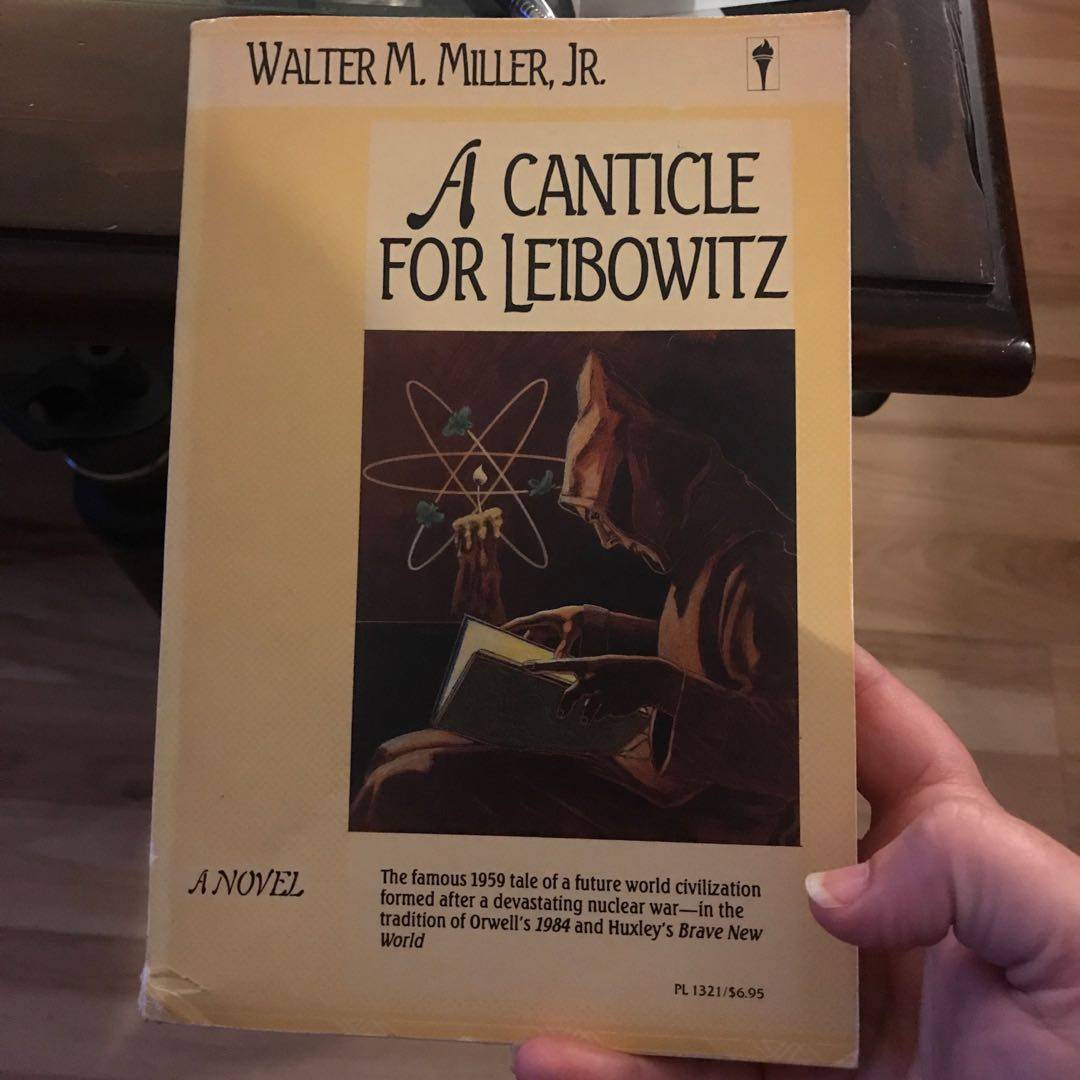 WALTER M. MILLER, JR.
A CANTICLE
FOR LEIBOWITZ
A NOVEL
The famous 1959 tale of a future world civilization
formed after a devastating nuclear war—in the
tradition of Orwell's 1984 and Huxley's Brave New
World
PL 1321/$6.95